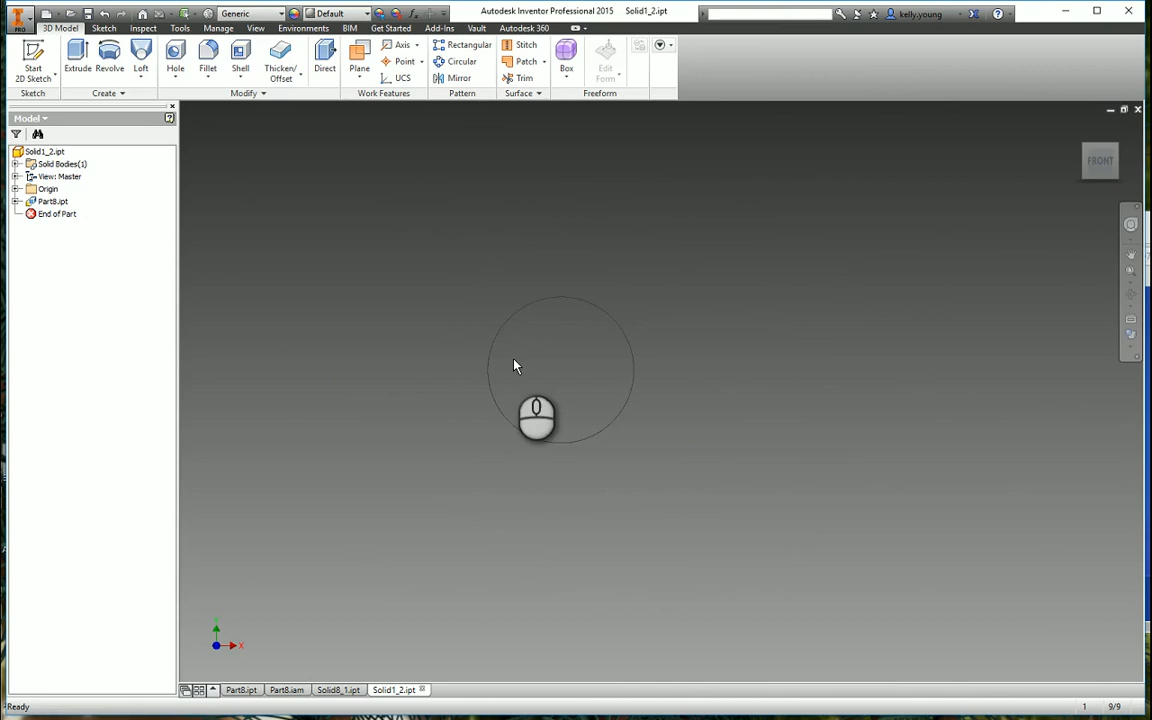 PRO
Generic
Default
Autodesk Inventor Professional 2015 Solid1_2.ipt
kelly.young
3D Model Sketch Inspect Tools Manage View Environments BIM Get Started Add-Ins Vault Autodesk 360
Start
2D Sketch
Extrude Revolve Loft
Hole Fillet Shell
Thicken/
Offset
Direct
Plane
Axis
Point
UCS
Rectangular
Circular
Mirror
Stitch
Patch
Trim
Box
Edit
Form
Sketch Create Modify Work Features Pattern Surface Freeform
Model
Solid1_2.ipt
Solid Bodies(1)
View: Master
Origin
Part8.ipt
End of Part
FRONT
X
Part8.ipt Part8.iam Solid8_1.ipt Solid1_2.ipt
Ready 1 9/9